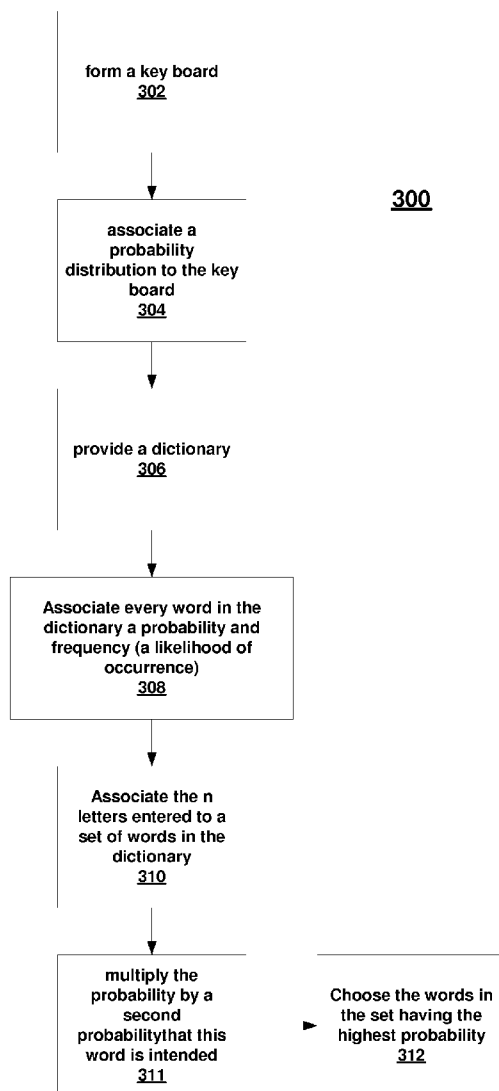 form a key board
302
300
associate a
probability
distribution to the key
board
304
provide a dictionary
306
Associate every word in the
dictionary a probability and
frequency (a likelihood of
occurrence)
308
Associate the n
letters entered to a
set of words in the
dictionary
310
multiply the
probability by a
second
probabilitythat this
word is intended
311
Choose the words in
the set having the
highest probability
312